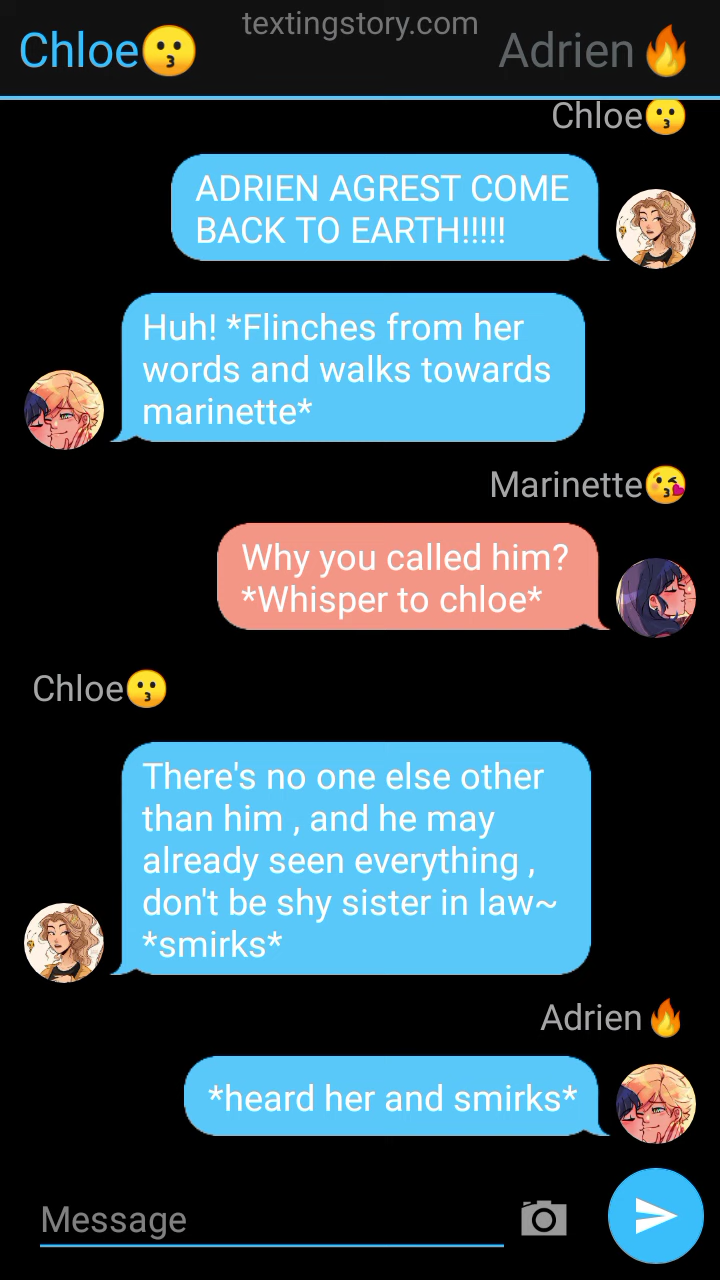 textingstory.com
Chloe😗
Adrien🔥
Chloe😗
ADRIEN AGREST COME
BACK TO EARTH!!!!!
Huh! *Flinches from her
words and walks towards
marinette*
Marinette😘
Why you called him?
*Whisper to chloe*
Chloe😗
There's no one else other
than him , and he may
already seen everything ,
don't be shy sister in law~
*smirks*
Adrien🔥
*heard her and smirks*
Message